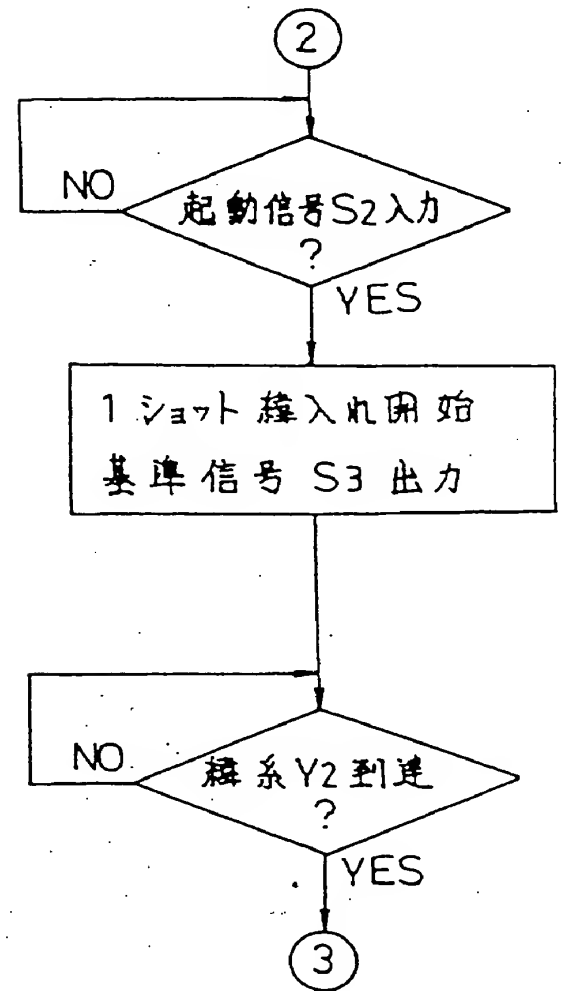 2
起動信号S2入力
?
NO
YES
1ショット緯入れ開始
基準信号 S3 出力
緯糸Y2到達
?
NO
YES
3